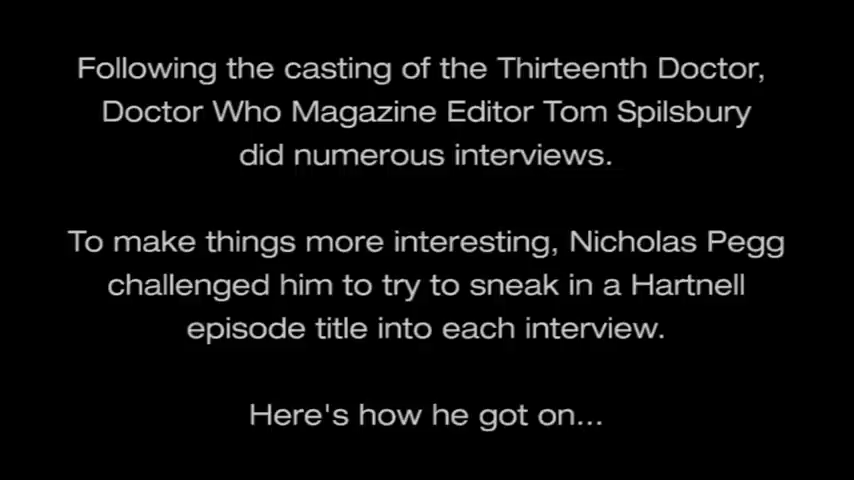 Following the casting of the Thirteenth Doctor,
Doctor Who Magazine Editor Tom Spilsbury
did numerous interviews.
To make things more interesting, Nicholas Pegg
challenged him to try to sneak in a Hartnell
episode title into each interview.
Here's how he got on...